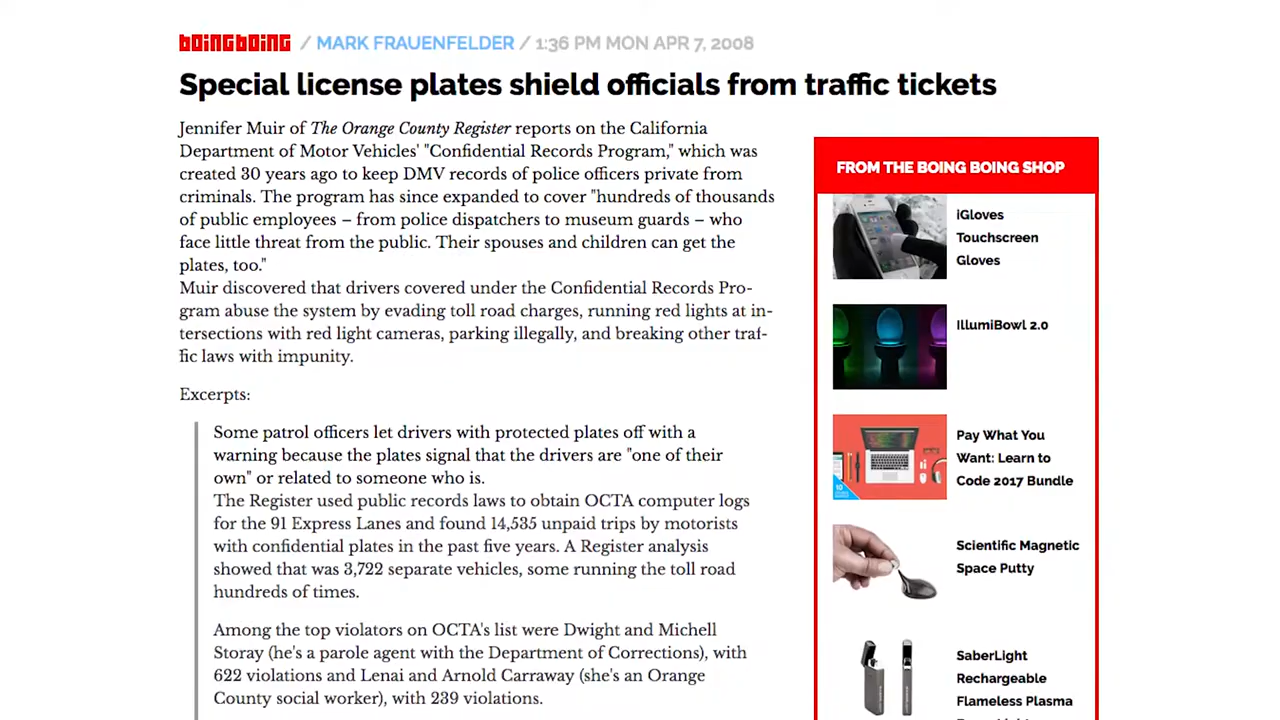 boingboing / MARK FRAUENFELDER / 1:36 PM MON APR 7, 2008
Special license plates shield officials from traffic tickets
Jennifer Muir of The Orange County Register reports on the California
Department of Motor Vehicles' "Confidential Records Program," which was
created 30 years ago to keep DMV records of police officers private from
criminals. The program has since expanded to cover "hundreds of thousands
of public employees – from police dispatchers to museum guards – who
face little threat from the public. Their spouses and children can get the
plates, too."
Muir discovered that drivers covered under the Confidential Records Pro-
gram abuse the system by evading toll road charges, running red lights at in-
tersections with red light cameras, parking illegally, and breaking other traf-
fic laws with impunity.
Excerpts:
Some patrol officers let drivers with protected plates off with a
warning because the plates signal that the drivers are "one of their
own" or related to someone who is.
The Register used public records laws to obtain OCTA computer logs
for the 91 Express Lanes and found 14,535 unpaid trips by motorists
with confidential plates in the past five years. A Register analysis
showed that was 3,722 separate vehicles, some running the toll road
hundreds of times.
Among the top violators on OCTA's list were Dwight and Michell
Storay (he's a parole agent with the Department of Corrections), with
622 violations and Lenai and Arnold Carraway (she's an Orange
County social worker), with 239 violations.
FROM THE BOING BOING SHOP
iGloves
Touchscreen
Gloves
IllumiBowl 2.0
Pay What You
Want: Learn to
Code 2017 Bundle
Scientific Magnetic
Space Putty
SaberLight
Rechargeable
Flameless Plasma